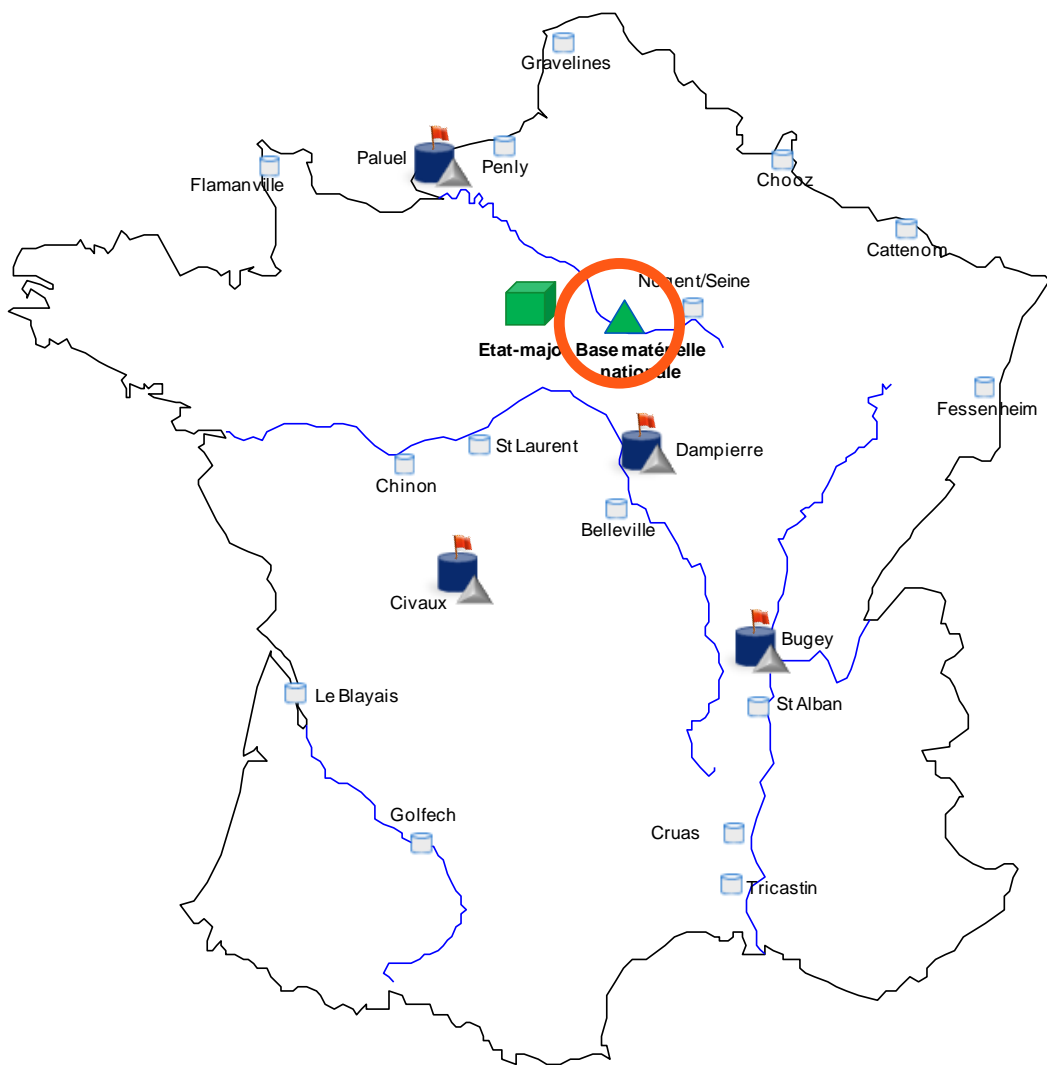 Gravelines
Paluel
Penly
Chooz
Flamanville
Cattenom
Nogent/Seine
Etat-major
Base matérielle
nationale
Fessenheim
St Laurent
Dampierre
Chinon
Belleville
Civaux
Bugey
Le Blayais
St Alban
Golfech
Cruas
Tricastin